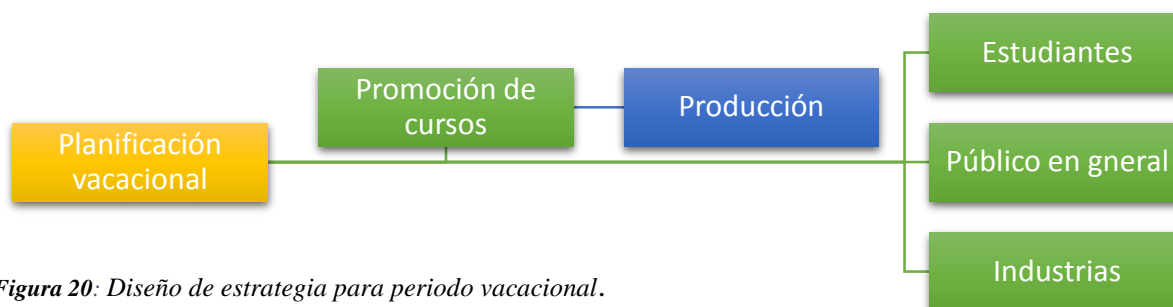 Planificación
vacacional
Promoción de
cursos
Producción
Estudiantes
Público en gneral
Industrias
Figura 20: Diseño de estrategia para periodo vacacional.